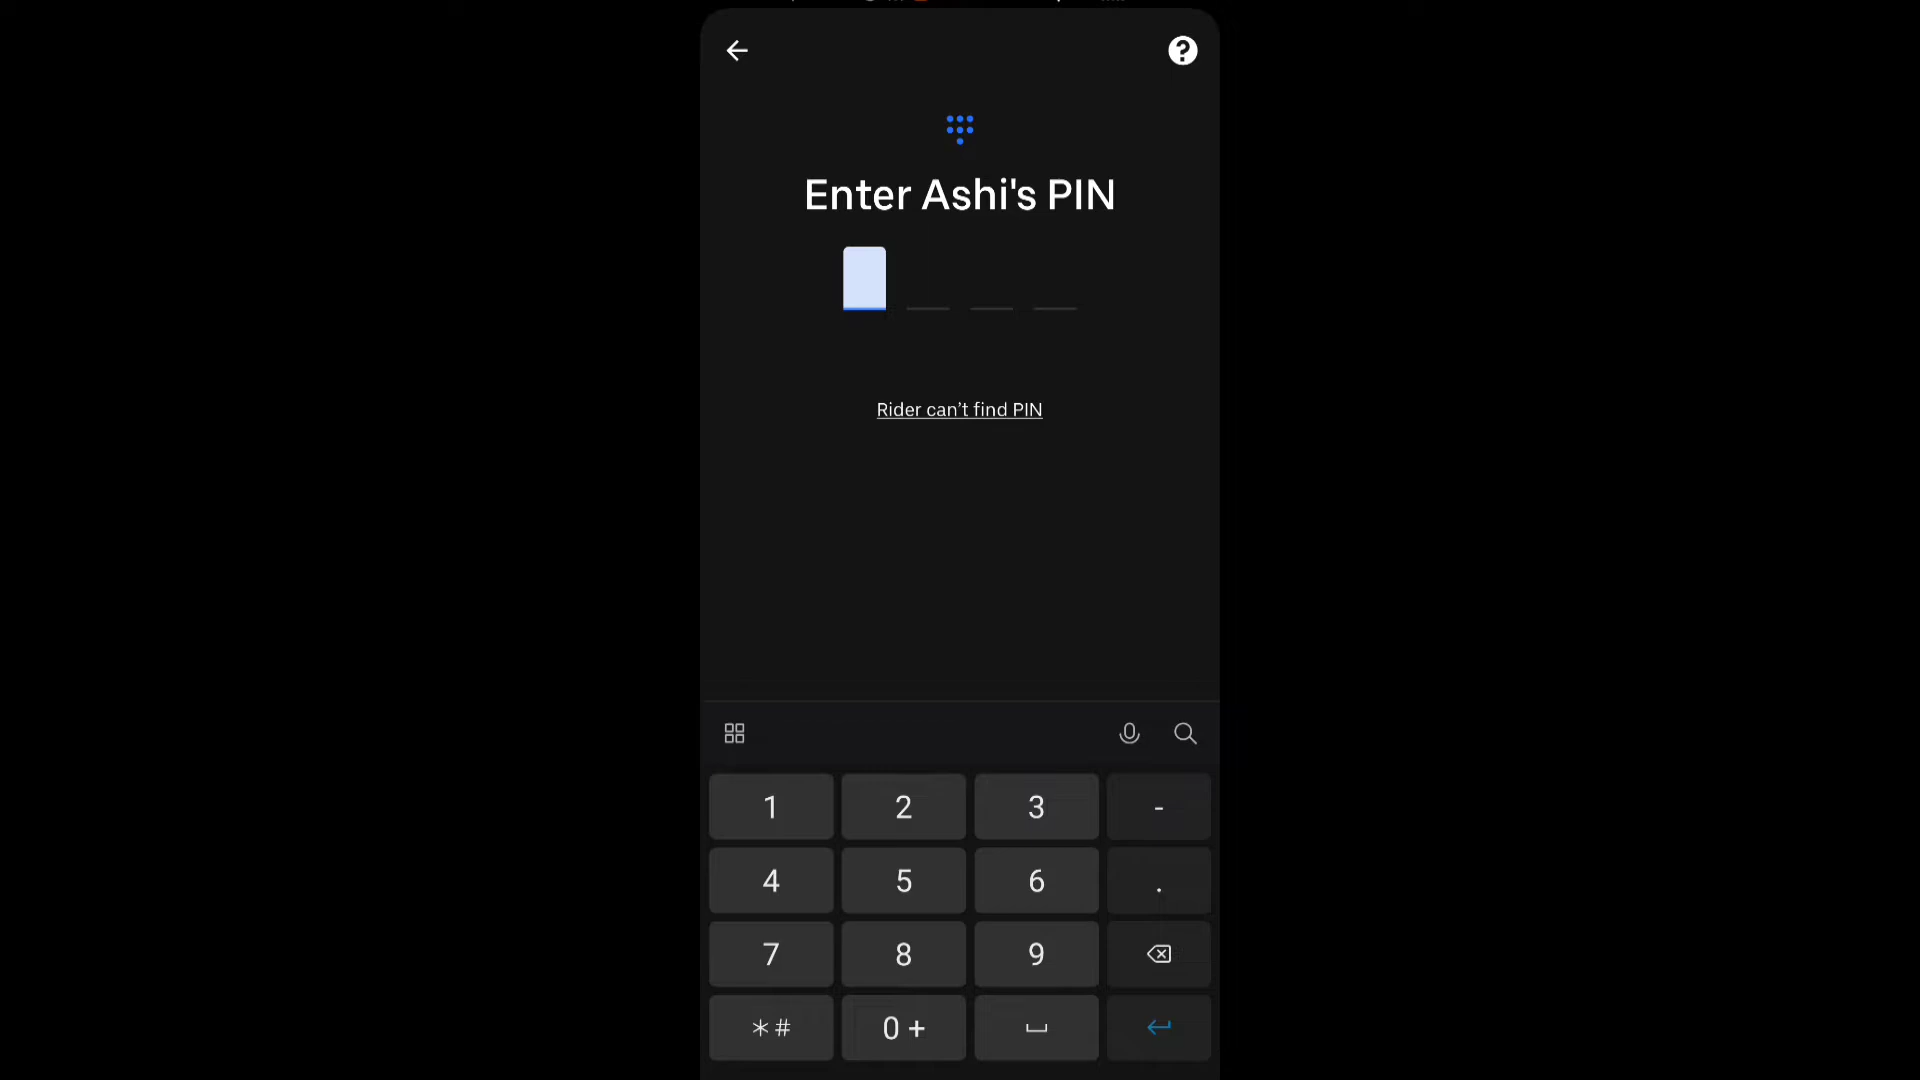 Enter Ashi's PIN
Rider can’t find PIN
1 2 3 -
4 5 6 .
7 8 9
*# 0 +